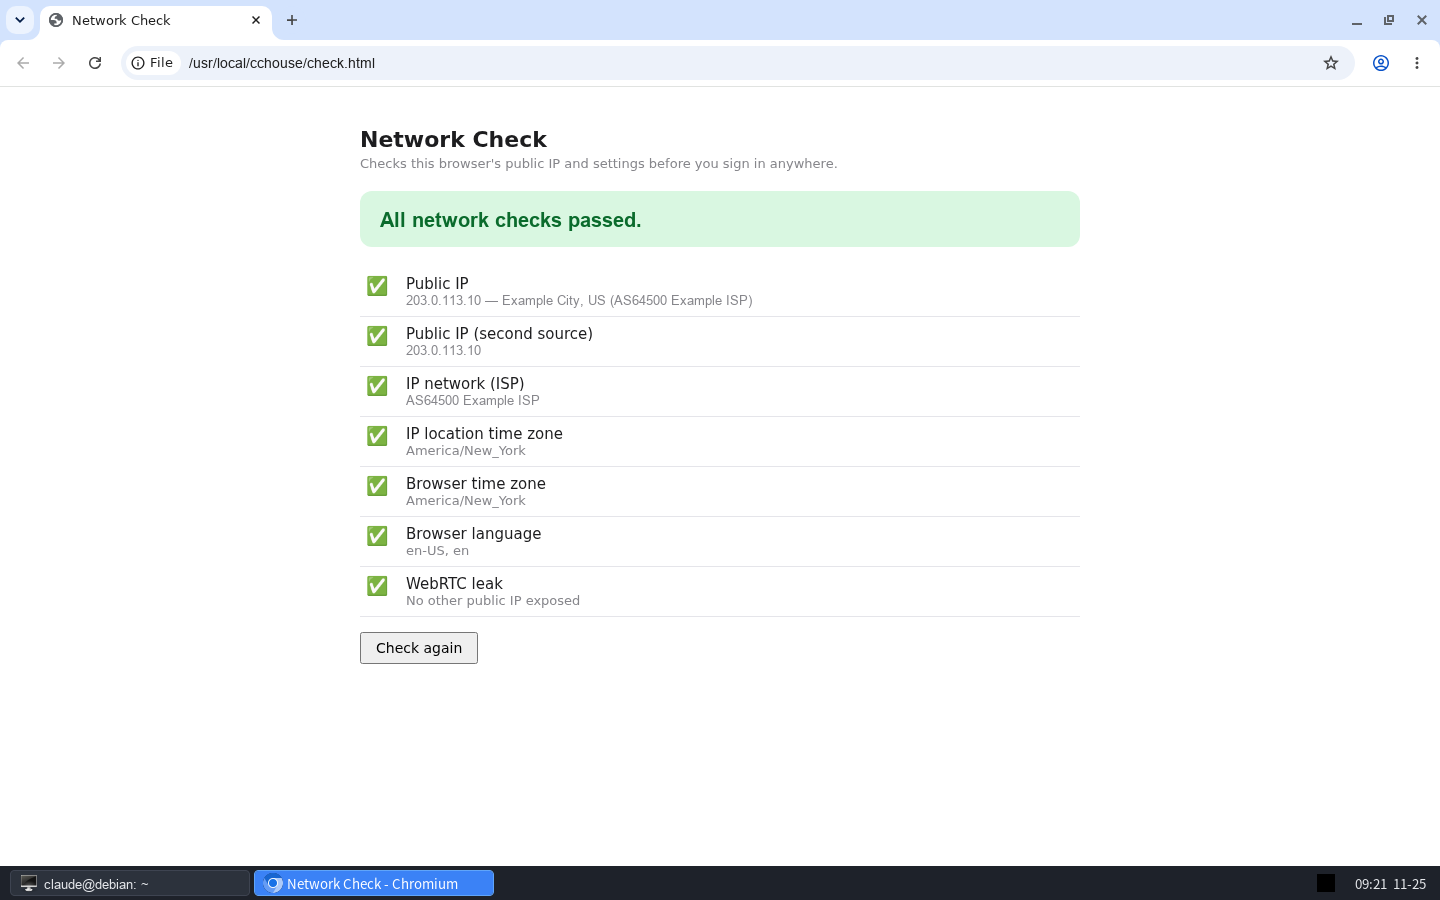 Network Check
File
/usr/local/cchouse/check.html
Network Check
Checks this browser's public IP and settings before you sign in anywhere.
All network checks passed.
Public IP
203.0.113.10 — Example City, US (AS64500 Example ISP)
Public IP (second source)
203.0.113.10
IP network (ISP)
AS64500 Example ISP
IP location time zone
America/New_York
Browser time zone
America/New_York
Browser language
en-US, en
WebRTC leak
No other public IP exposed
Check again
claude@debian: ~
Network Check - Chromium
09:21 11-25